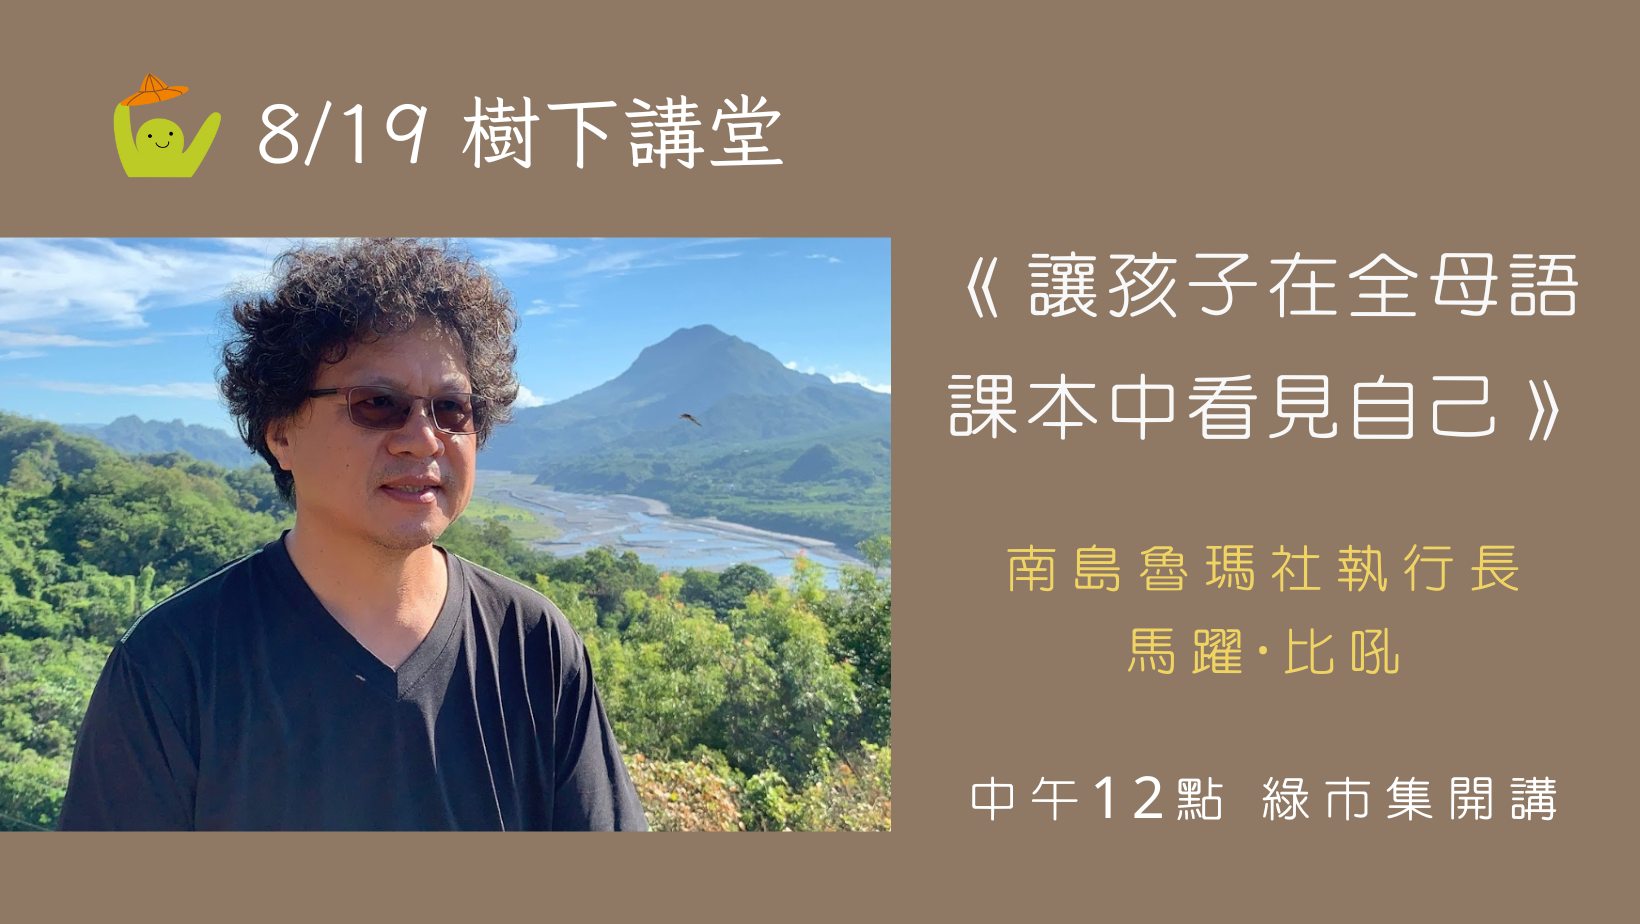 8/19 樹下講堂
《讓孩子在全母語
課本中看見自己》
南島魯瑪社執行長
馬躍·比吼
中午12點 綠市集開講